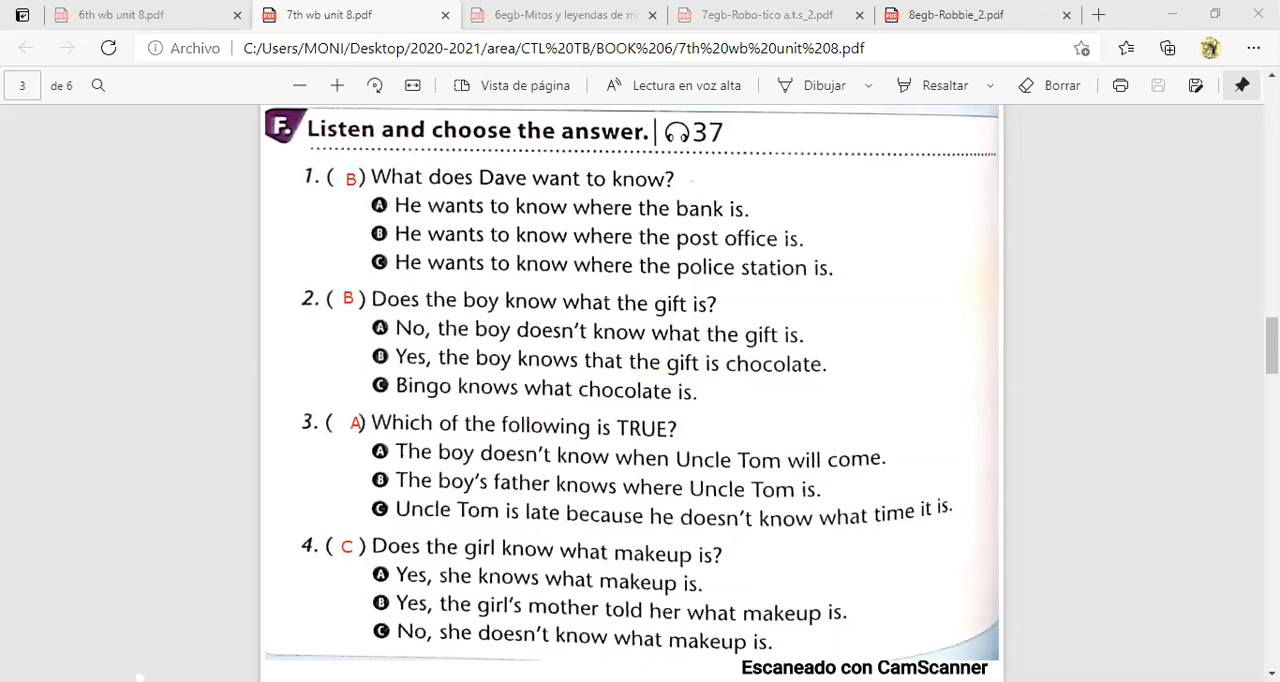 6th wb unit 8.pdf
7th wb unit 8.pdf
6egb-Mitos y leyendas de m
7egb-Robo-tico a.t.s_2.pdf
8egb-Robbie_2.pdf
Archivo
C:/Users/MONI/Desktop/2020-2021/area/CTL%20TB/BOOK%206/7th%20wb%20unit%208.pdf
3 de 6
Vista de página
Lectura en voz alta
Dibujar
Resaltar
Borrar
F. Listen and choose the answer. | 37
1. ( B ) What does Dave want to know?
A He wants to know where the bank is.
B He wants to know where the post office is.
C He wants to know where the police station is.
2. ( B ) Does the boy know what the gift is?
A No, the boy doesn't know what the gift is.
B Yes, the boy knows that the gift is chocolate.
C Bingo knows what chocolate is.
3. ( A ) Which of the following is TRUE?
A The boy doesn't know when Uncle Tom will come.
B The boy's father knows where Uncle Tom is.
C Uncle Tom is late because he doesn't know what time it is.
4. ( C ) Does the girl know what makeup is?
A Yes, she knows what makeup is.
B Yes, the girl's mother told her what makeup is.
C No, she doesn't know what makeup is.
Escaneado con CamScanner